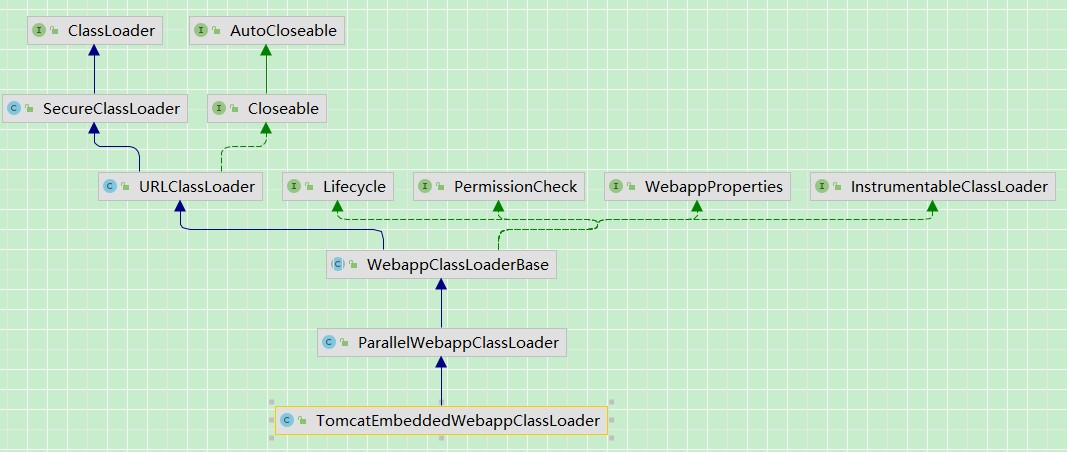 I ClassLoader
I AutoCloseable
C SecureClassLoader
I Closeable
C URLClassLoader
I Lifecycle
I PermissionCheck
I WebappProperties
I InstrumentableClassLoader
C WebappClassLoaderBase
C ParallelWebappClassLoader
C TomcatEmbeddedWebappClassLoader